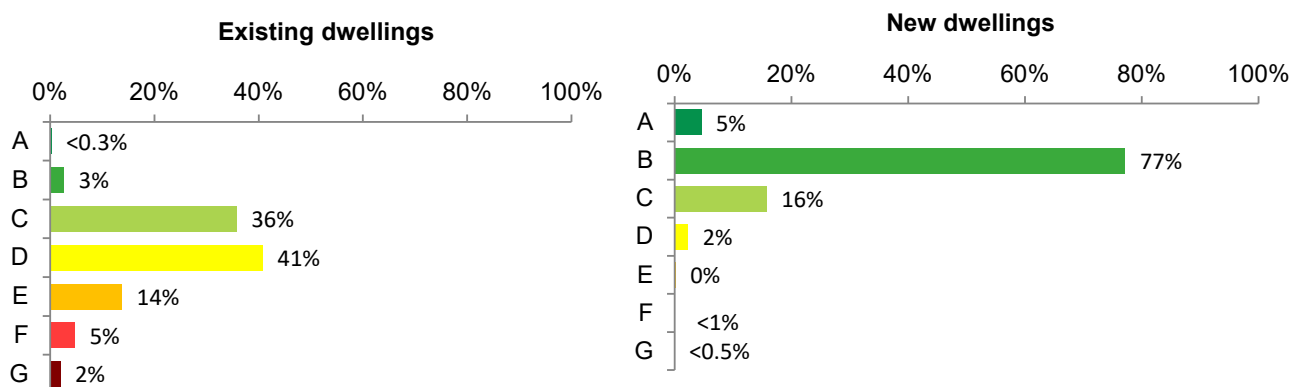 Existing dwellings
0% 20% 40% 60% 80% 100%
A <0.3%
B 3%
C 36%
D 41%
E 14%
F 5%
G 2%
New dwellings
0% 20% 40% 60% 80% 100%
A 5%
B 77%
C 16%
D 2%
E 0%
F <1%
G <0.5%